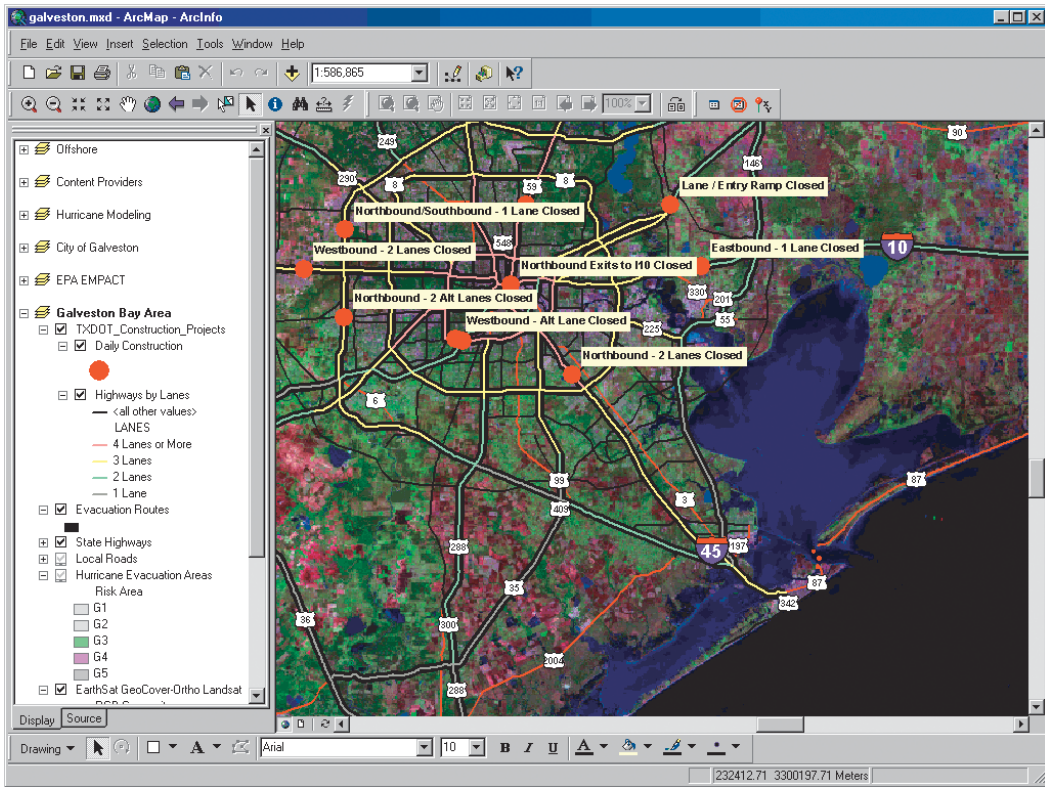 galveston.mxd - ArcMap - ArcInfo
File Edit View Insert Selection Tools Window Help
1:586,865
100%
Offshore
Content Providers
Hurricane Modeling
City of Galveston
EPA EMPACT
Galveston Bay Area
TXDOT_Construction_Projects
Daily Construction
Highways by Lanes
<all other values>
LANES
4 Lanes or More
3 Lanes
2 Lanes
1 Lane
Evacuation Routes
State Highways
Local Roads
Hurricane Evacuation Areas
Risk Area
G1
G2
G3
G4
G5
EarthSat GeoCover-Ortho Landsat
Display Source
249
90
146
290
8
59
8
Lane / Entry Ramp Closed
Northbound/Southbound - 1 Lane Closed
548
Westbound - 2 Lanes Closed
Eastbound - 1 Lane Closed
10
Northbound Exits to I10 Closed
330
201
Northbound - 2 Alt Lanes Closed
Westbound - Alt Lane Closed
55
225
Northbound - 2 Lanes Closed
6
99
87
3
409
288
45
197
35
87
342
36
300
2004
288
Drawing
A
Arial
10
B I U A
232412.71 3300197.71 Meters